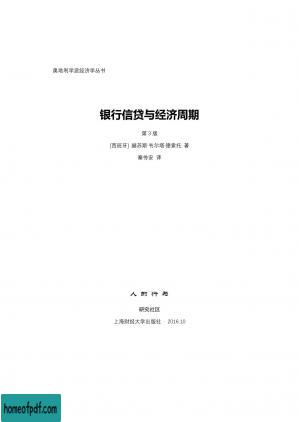 奥地利学派经济学丛书
银行信贷与经济周期
第 3 版
[西班牙] 赫苏斯·韦尔塔·德索托 著
秦传安 译
人的行为
研究社区
上海财经大学出版社 · 2016.10
homeofpdf.com